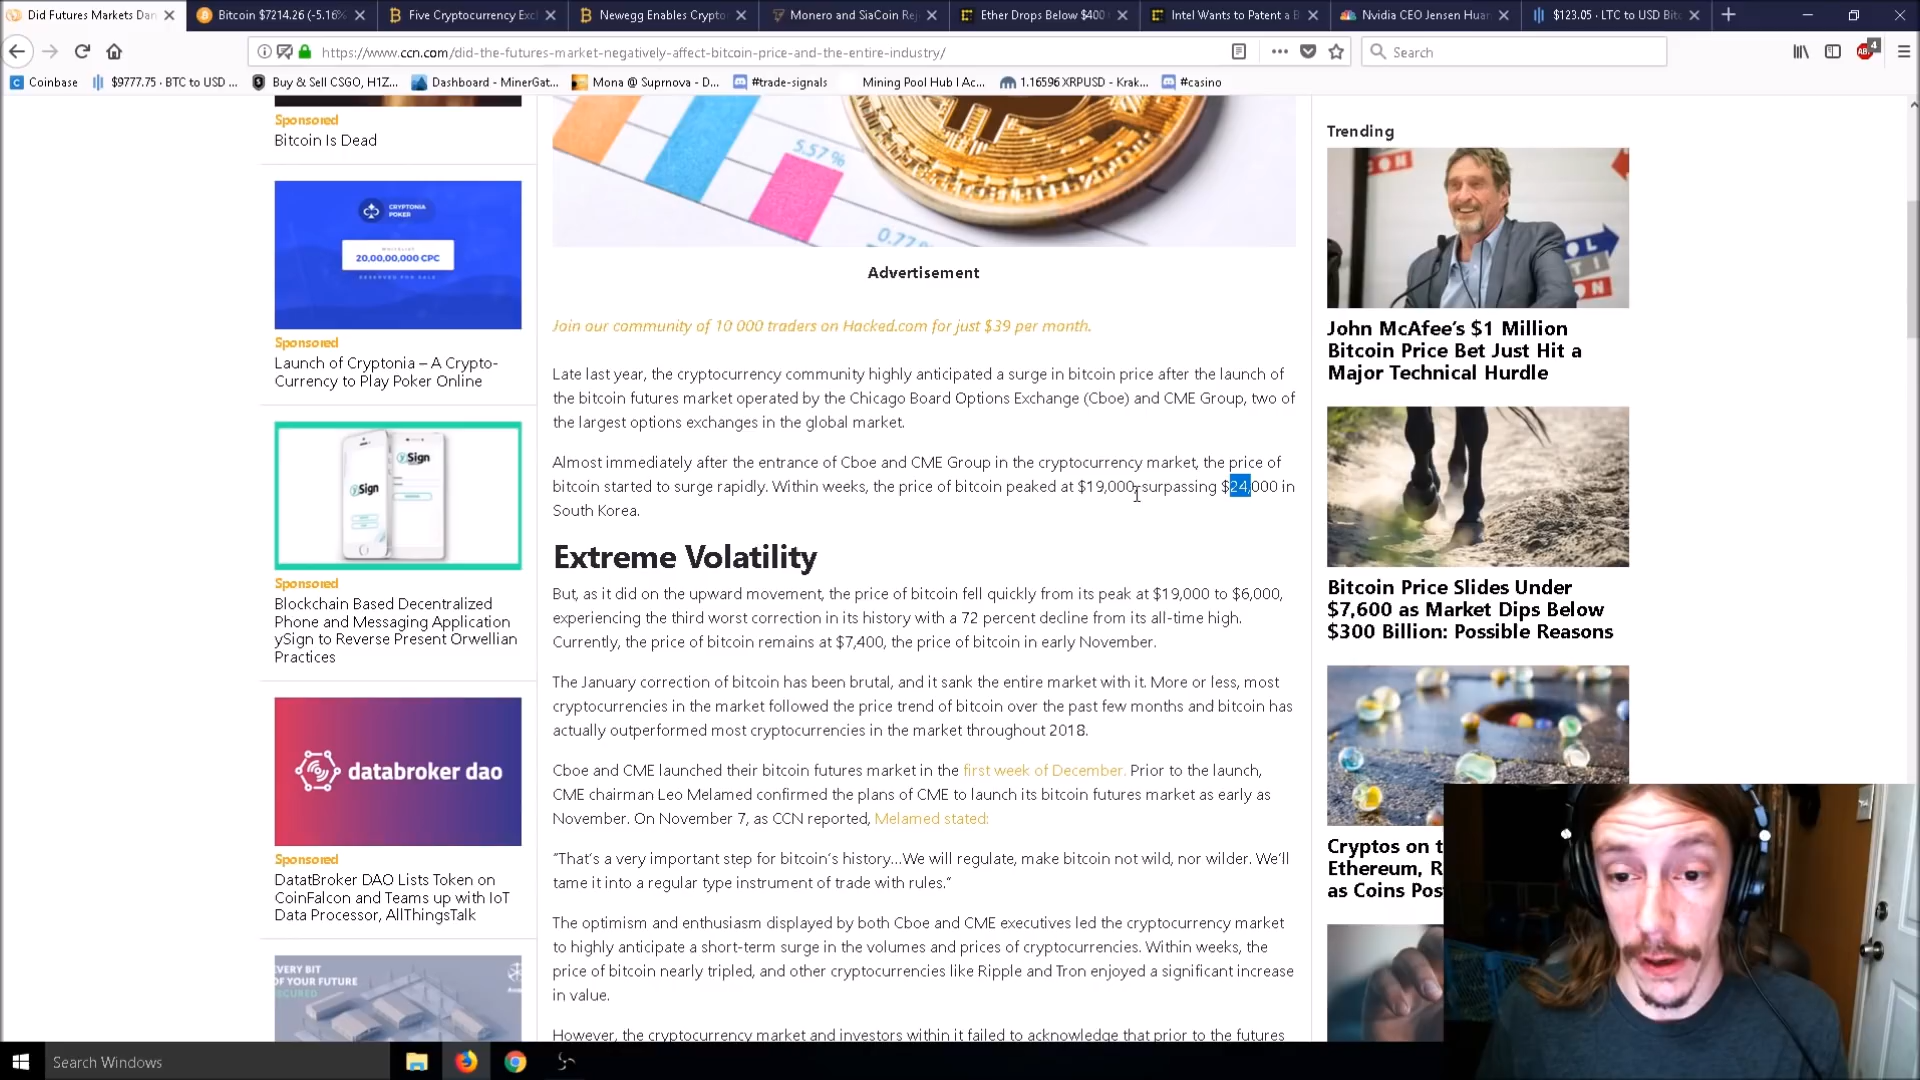 Did Futures Markets Dan
Bitcoin $7214.26 (-5.16%
Five Cryptocurrency Exc
Newegg Enables Crypto
Monero and SiaCoin Rej
Ether Drops Below $400
Intel Wants to Patent a B
Nvidia CEO Jensen Huan
$123.05 · LTC to USD Bitc
https://www.ccn.com/did-the-futures-market-negatively-affect-bitcoin-price-and-the-entire-industry/
Search
4
Coinbase
$9777.75 · BTC to USD ...
Buy & Sell CSGO, H1Z...
Dashboard - MinerGat...
Mona @ Suprnova - D...
#trade-signals
Mining Pool Hub I Ac...
1.16596 XRPUSD - Krak...
#casino
Sponsored
Bitcoin Is Dead
CRYPTONIA
POKER
20,00,00,000 CPC
RESERVED FOR SALE
Sponsored
Launch of Cryptonia – A Crypto-
Currency to Play Poker Online
ySign
ySign
Sponsored
Blockchain Based Decentralized
Phone and Messaging Application
ySign to Reverse Present Orwellian
Practices
databroker dao
Sponsored
DatatBroker DAO Lists Token on
CoinFalcon and Teams up with IoT
Data Processor, AllThingsTalk
EVERY BIT
OF YOUR FUTURE
SECURED
5.57 %
0.77%
Advertisement
Join our community of 10 000 traders on Hacked.com for just $39 per month.
Late last year, the cryptocurrency community highly anticipated a surge in bitcoin price after the launch of
the bitcoin futures market operated by the Chicago Board Options Exchange (Cboe) and CME Group, two of
the largest options exchanges in the global market.
Almost immediately after the entrance of Cboe and CME Group in the cryptocurrency market, the price of
bitcoin started to surge rapidly. Within weeks, the price of bitcoin peaked at $19,000, surpassing $24,000 in
South Korea.
Extreme Volatility
But, as it did on the upward movement, the price of bitcoin fell quickly from its peak at $19,000 to $6,000,
experiencing the third worst correction in its history with a 72 percent decline from its all-time high.
Currently, the price of bitcoin remains at $7,400, the price of bitcoin in early November.
The January correction of bitcoin has been brutal, and it sank the entire market with it. More or less, most
cryptocurrencies in the market followed the price trend of bitcoin over the past few months and bitcoin has
actually outperformed most cryptocurrencies in the market throughout 2018.
Cboe and CME launched their bitcoin futures market in the first week of December. Prior to the launch,
CME chairman Leo Melamed confirmed the plans of CME to launch its bitcoin futures market as early as
November. On November 7, as CCN reported, Melamed stated:
“That’s a very important step for bitcoin’s history…We will regulate, make bitcoin not wild, nor wilder. We’ll
tame it into a regular type instrument of trade with rules.”
The optimism and enthusiasm displayed by both Cboe and CME executives led the cryptocurrency market
to highly anticipate a short-term surge in the volumes and prices of cryptocurrencies. Within weeks, the
price of bitcoin nearly tripled, and other cryptocurrencies like Ripple and Tron enjoyed a significant increase
in value.
However, the cryptocurrency market and investors within it failed to acknowledge that prior to the futures
Trending
John McAfee’s $1 Million
Bitcoin Price Bet Just Hit a
Major Technical Hurdle
Bitcoin Price Slides Under
$7,600 as Market Dips Below
$300 Billion: Possible Reasons
Cryptos on t
Ethereum, R
as Coins Pos
Search Windows